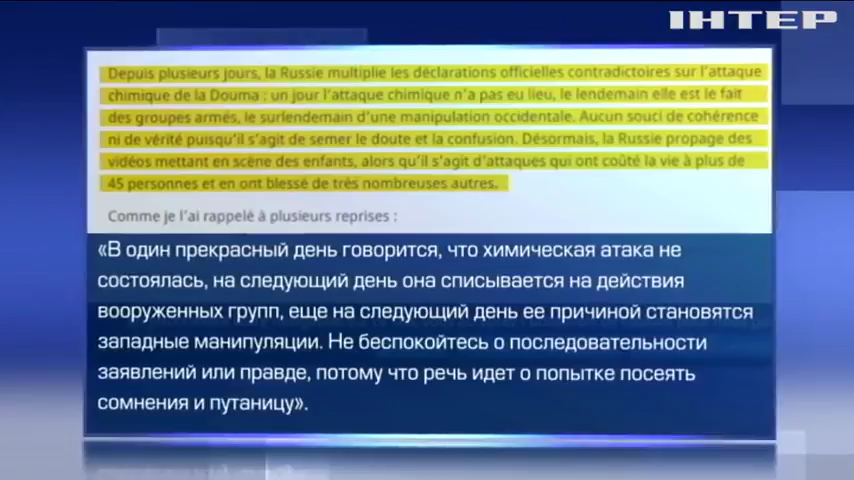 ІНТЕР
Depuis plusieurs jours, la Russie multiplie les déclarations officielles contradictoires sur l'attaque
chimique de la Douma : un jour l'attaque chimique n'a pas eu lieu, le lendemain elle est le fait
des groupes armés, le surlendemain d'une manipulation occidentale. Aucun souci de cohérence
ni de vérité puisqu'il s'agit de semer le doute et la confusion. Désormais, la Russie propage des
vidéos mettant en scène des enfants, alors qu'il s'agit d'attaques qui ont coûté la vie à plus de
45 personnes et en ont blessé de très nombreuses autres.
Comme je l'ai rappelé à plusieurs reprises :
«В один прекрасный день говорится, что химическая атака не
состоялась, на следующий день она списывается на действия
вооруженных групп, еще на следующий день ее причиной становятся
западные манипуляции. Не беспокойтесь о последовательности
заявлений или правде, потому что речь идет о попытке посеять
сомнения и путаницу».